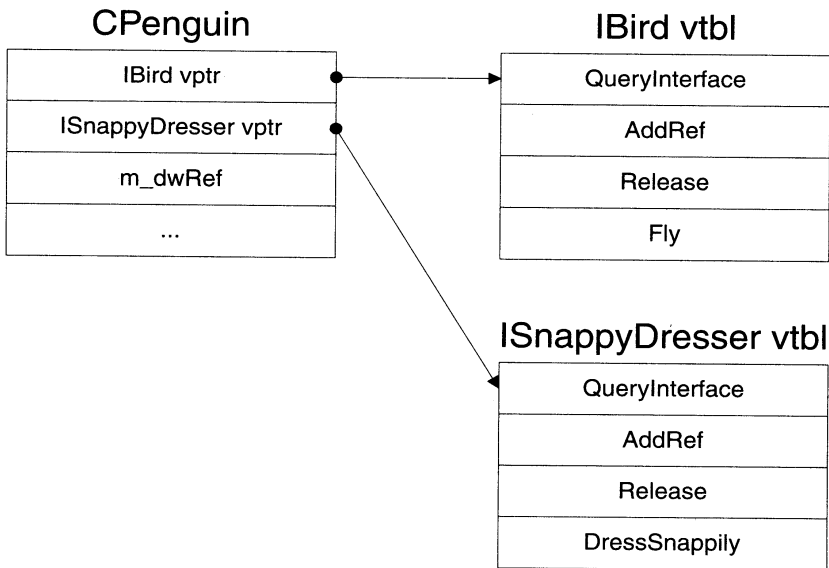 CPenguin
IBird vptr
ISnappyDresser vptr
m_dwRef
...
IBird vtbl
QueryInterface
AddRef
Release
Fly
ISnappyDresser vtbl
QueryInterface
AddRef
Release
DressSnappily